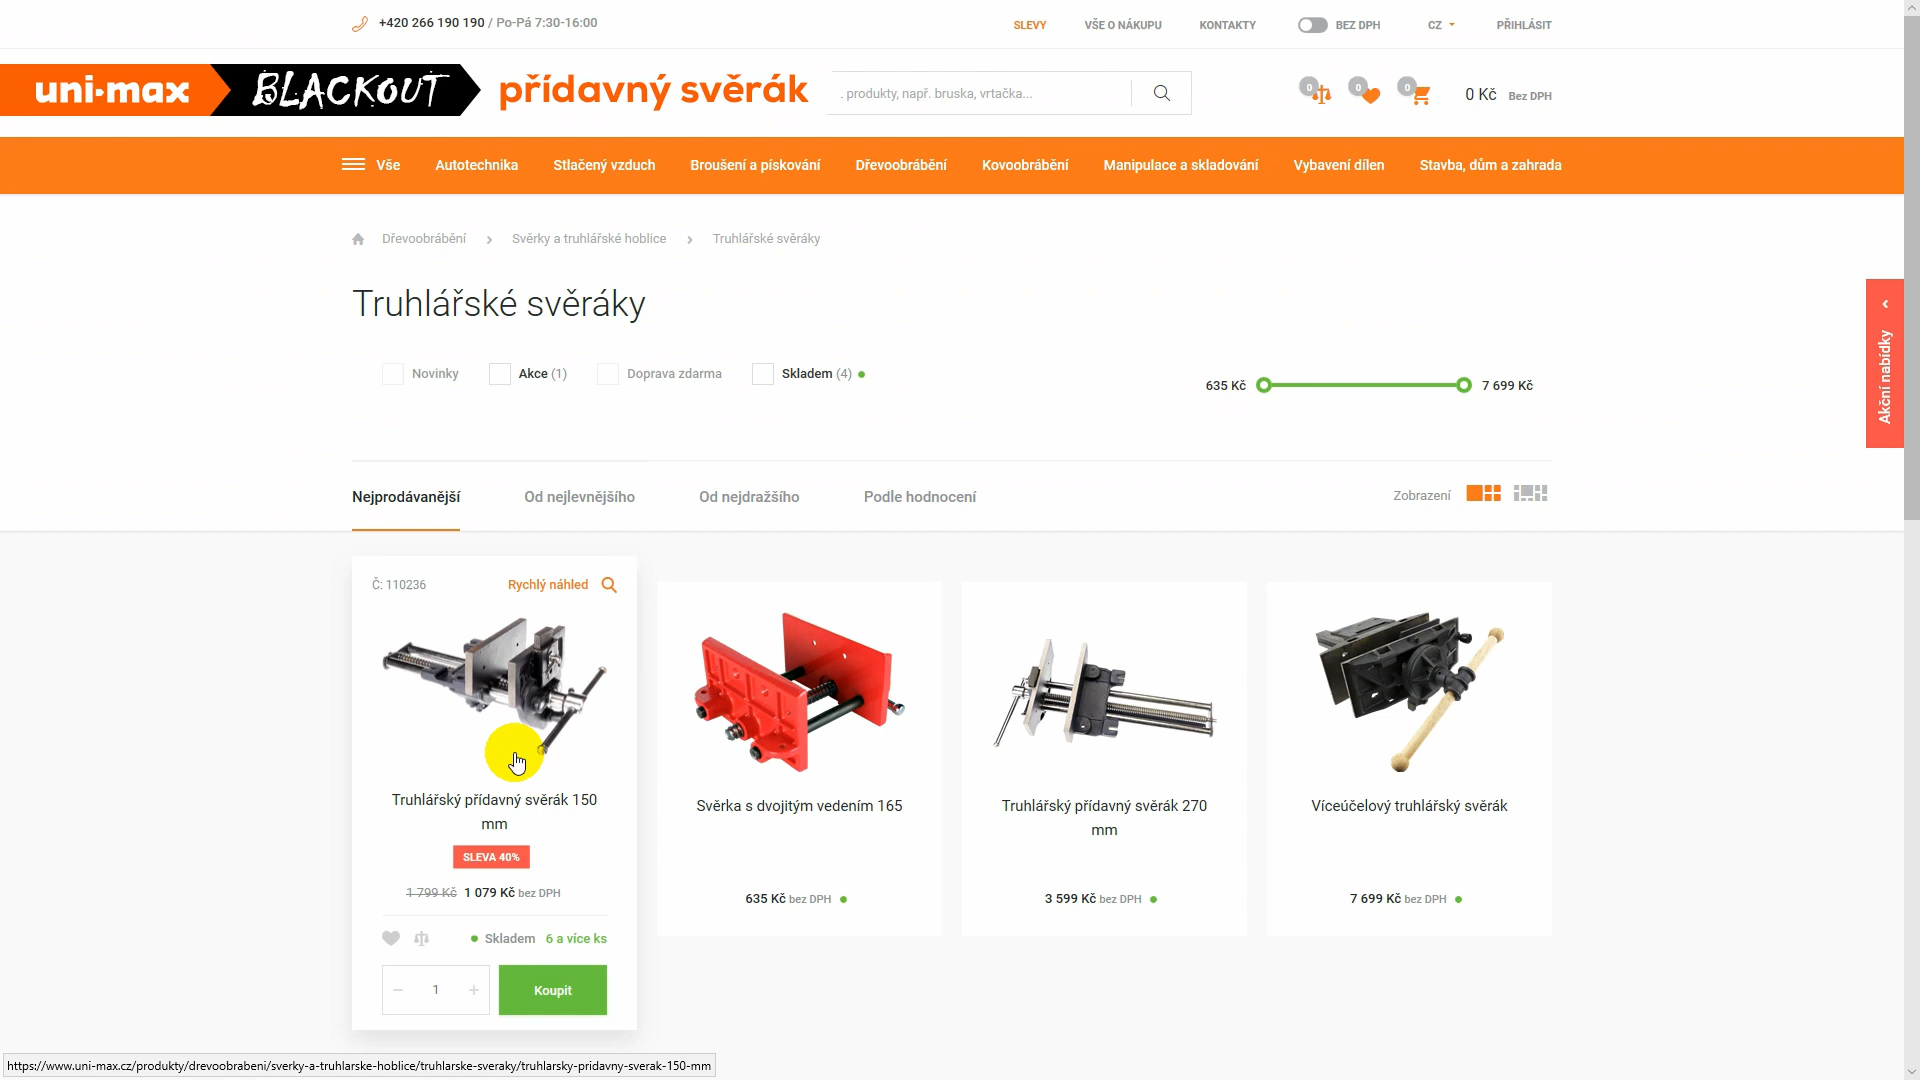 +420 266 190 190 / Po-Pá 7:30-16:00
SLEVY
VŠE O NÁKUPU
KONTAKTY
BEZ DPH
CZ
PŘIHLÁSIT
uni-max
BLACKOUT
přídavný svěrák
. produkty, např. bruska, vrtačka...
0
0
0
0 Kč Bez DPH
Vše
Autotechnika
Stlačený vzduch
Broušení a pískování
Dřevoobrábění
Kovoobrábění
Manipulace a skladování
Vybavení dílen
Stavba, dům a zahrada
Dřevoobrábění
Svěrky a truhlářské hoblice
Truhlářské svěráky
Truhlářské svěráky
Akční nabídky
Novinky
Akce (1)
Doprava zdarma
Skladem (4)
635 Kč
7 699 Kč
Nejprodávanější
Od nejlevnějšího
Od nejdražšího
Podle hodnocení
Zobrazení
Č: 110236
Rychlý náhled
Truhlářský přídavný svěrák 150
mm
SLEVA 40%
1 799 Kč 1 079 Kč bez DPH
Skladem 6 a více ks
− 1 +
Koupit
Svěrka s dvojitým vedením 165
635 Kč bez DPH
Truhlářský přídavný svěrák 270
mm
3 599 Kč bez DPH
Víceúčelový truhlářský svěrák
7 699 Kč bez DPH
https://www.uni-max.cz/produkty/drevoobrabeni/sverky-a-truhlarske-hoblice/truhlarske-sveraky/truhlarsky-pridavny-sverak-150-mm